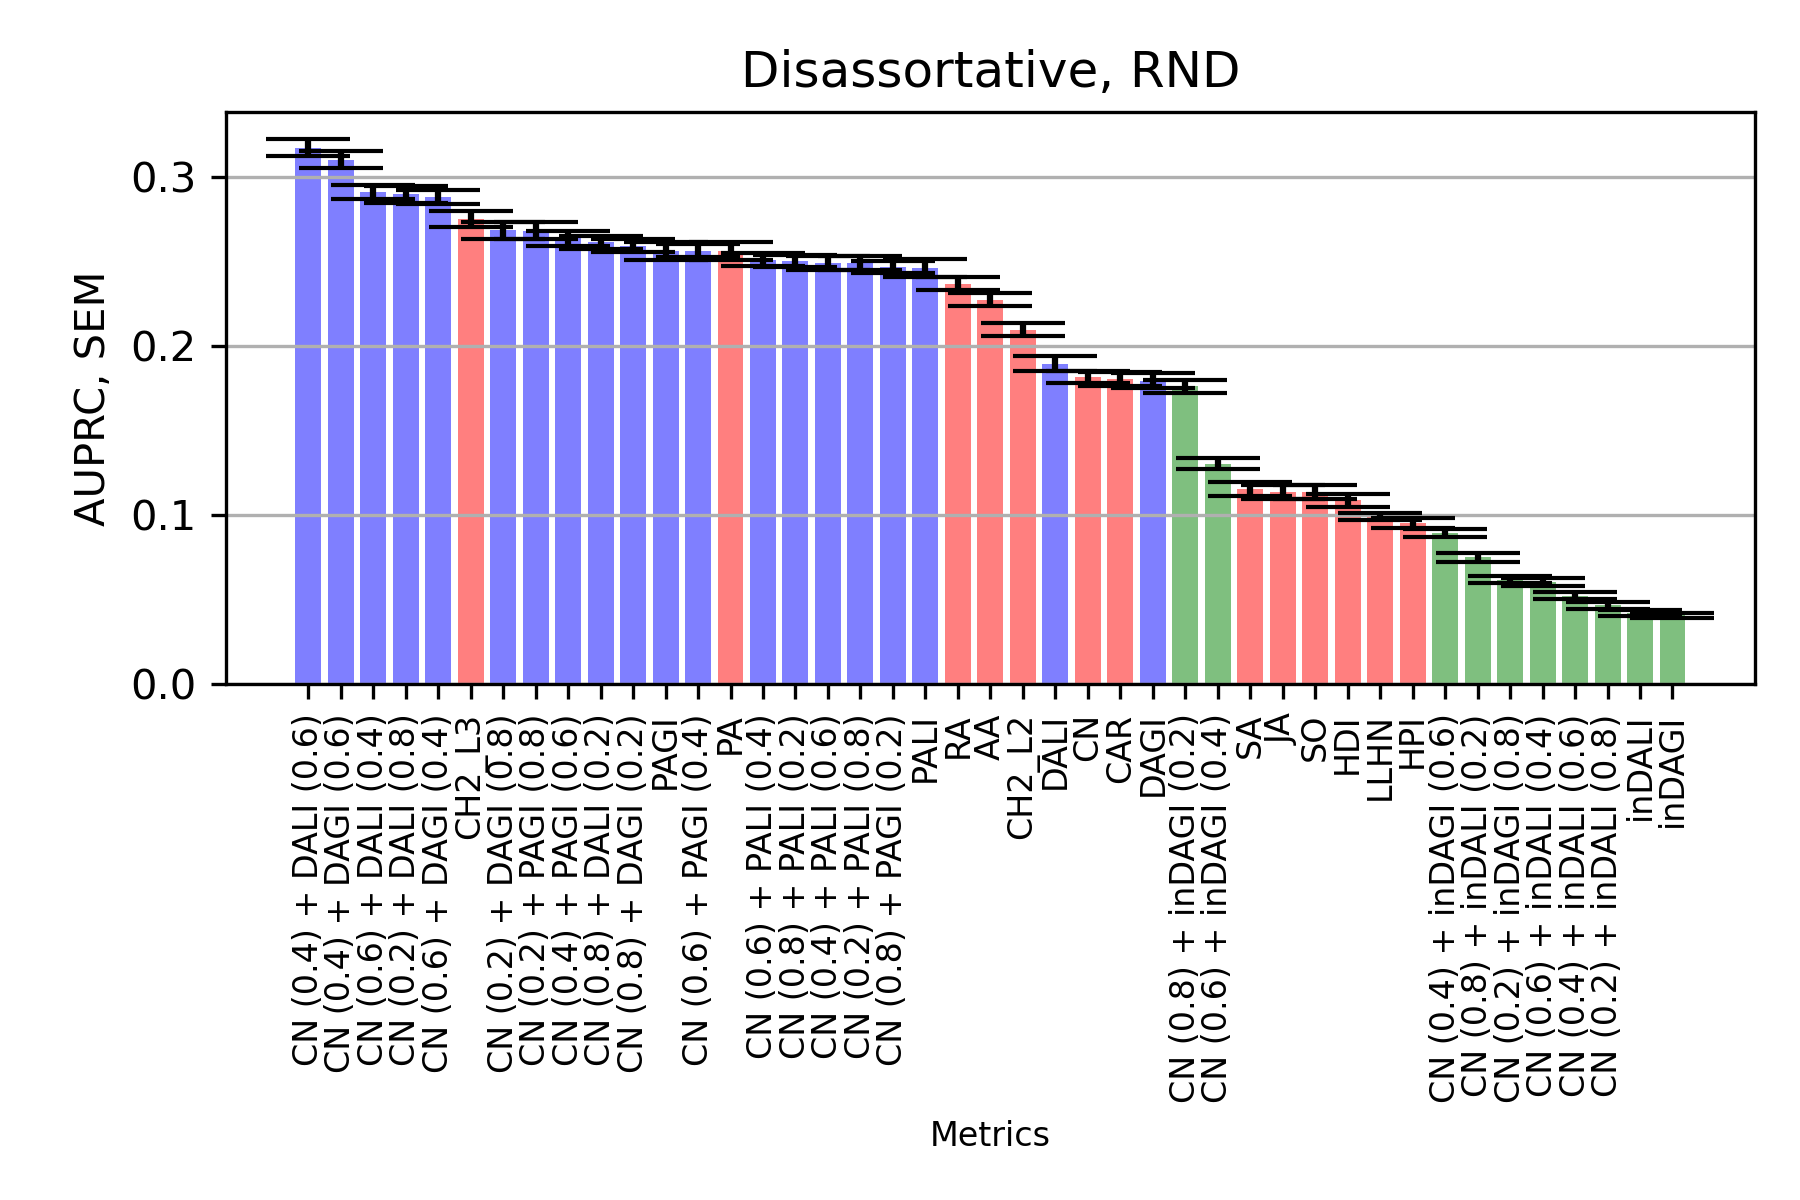 Disassortative, RND
AUPRC, SEM
0.3
0.2
0.1
0.0
CN (0.4) + DALI (0.6)
CN (0.4) + DAGI (0.6)
CN (0.6) + DALI (0.4)
CN (0.2) + DALI (0.8)
CN (0.6) + DAGI (0.4)
CH2_L3
CN (0.2) + DAGI (0.8)
CN (0.2) + PAGI (0.8)
CN (0.4) + PAGI (0.6)
CN (0.8) + DALI (0.2)
CN (0.8) + DAGI (0.2)
PAGI
CN (0.6) + PAGI (0.4)
PA
CN (0.6) + PALI (0.4)
CN (0.8) + PALI (0.2)
CN (0.4) + PALI (0.6)
CN (0.2) + PALI (0.8)
CN (0.8) + PAGI (0.2)
PALI
RA
AA
CH2_L2
DALI
CN
CAR
DAGI
CN (0.8) + inDAGI (0.2)
CN (0.6) + inDAGI (0.4)
SA
JA
SO
HDI
LLHN
HPI
CN (0.4) + inDAGI (0.6)
CN (0.8) + inDALI (0.2)
CN (0.2) + inDAGI (0.8)
CN (0.6) + inDALI (0.4)
CN (0.4) + inDALI (0.6)
CN (0.2) + inDALI (0.8)
inDALI
inDAGI
Metrics